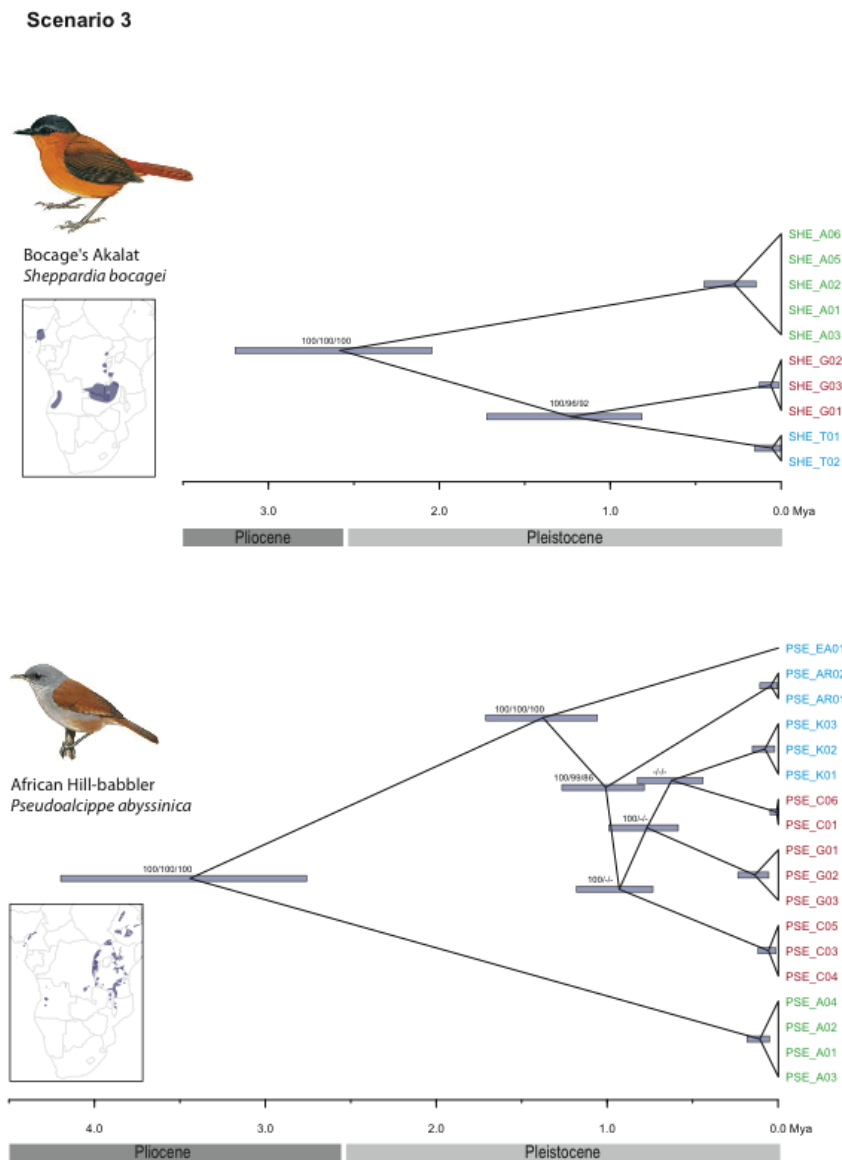 Scenario 3
Bocage's Akalat
Sheppardia bocagei
SHE_A06
SHE_A05
SHE_A02
SHE_A01
SHE_A03
SHE_G02
SHE_G03
SHE_G01
SHE_T01
SHE_T02
100/100/100
100/96/92
3.0 2.0 1.0 0.0 Mya
Pliocene Pleistocene
African Hill-babbler
Pseudoalcippe abyssinica
PSE_EA01
PSE_AR02
PSE_AR01
PSE_K03
PSE_K02
PSE_K01
PSE_C06
PSE_C01
PSE_G01
PSE_G02
PSE_G03
PSE_C05
PSE_C03
PSE_C04
PSE_A04
PSE_A02
PSE_A01
PSE_A03
100/100/100
100/99/86
-/-/-
100/-/-
100/-/-
100/100/100
4.0 3.0 2.0 1.0 0.0 Mya
Pliocene Pleistocene